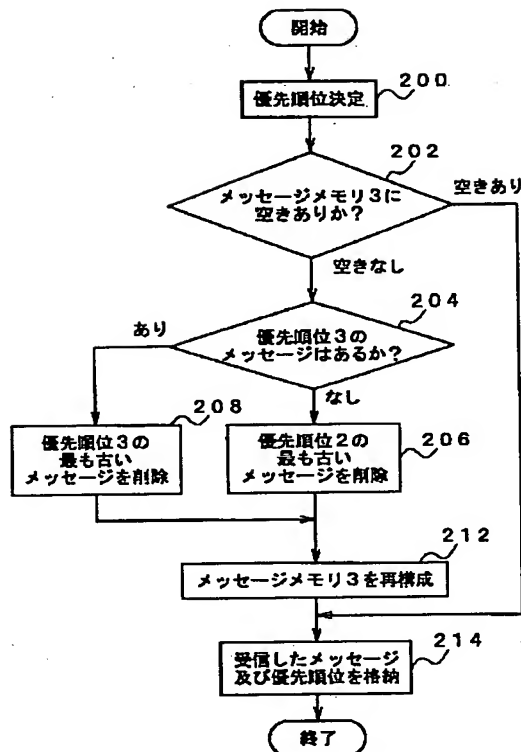 開始
200
優先順位決定
202
メッセージメモリ3に
空きありか?
空きあり
空きなし
204
優先順位3の
メッセージはあるか?
あり
なし
208
優先順位3の
最も古い
メッセージを削除
206
優先順位2の
最も古い
メッセージを削除
212
メッセージメモリ3を再構成
214
受信したメッセージ
及び優先順位を格納
終了